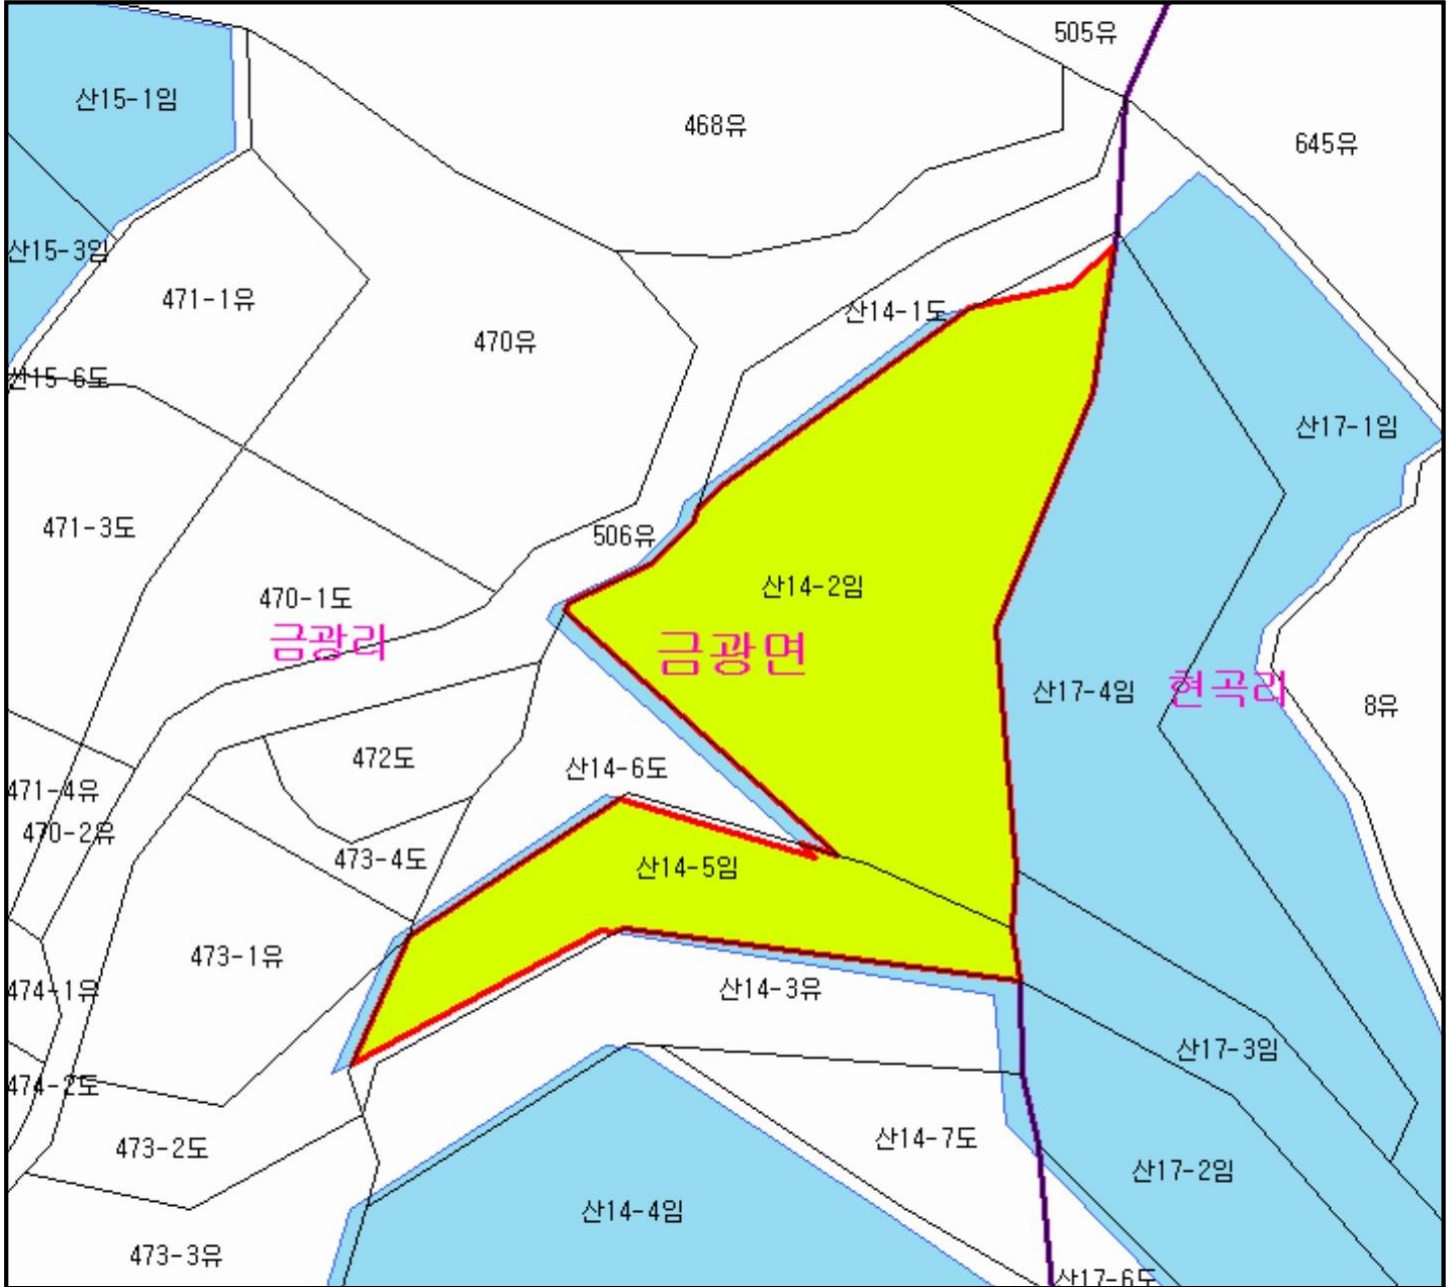 505유
산15-1임
468유
645유
산15-3임
471-1유
산14-1도
470유
산15-6도
산17-1임
471-3도
506유
산14-2임
470-1도
금광리
금광면
산17-4임
현곡리
8유
472도
산14-6도
471-4유
470-2유
473-4도
산14-5임
473-1유
474-1유
산14-3유
산17-3임
474-2도
473-2도
산14-7도
산17-2임
산14-4임
473-3유
산17-6도